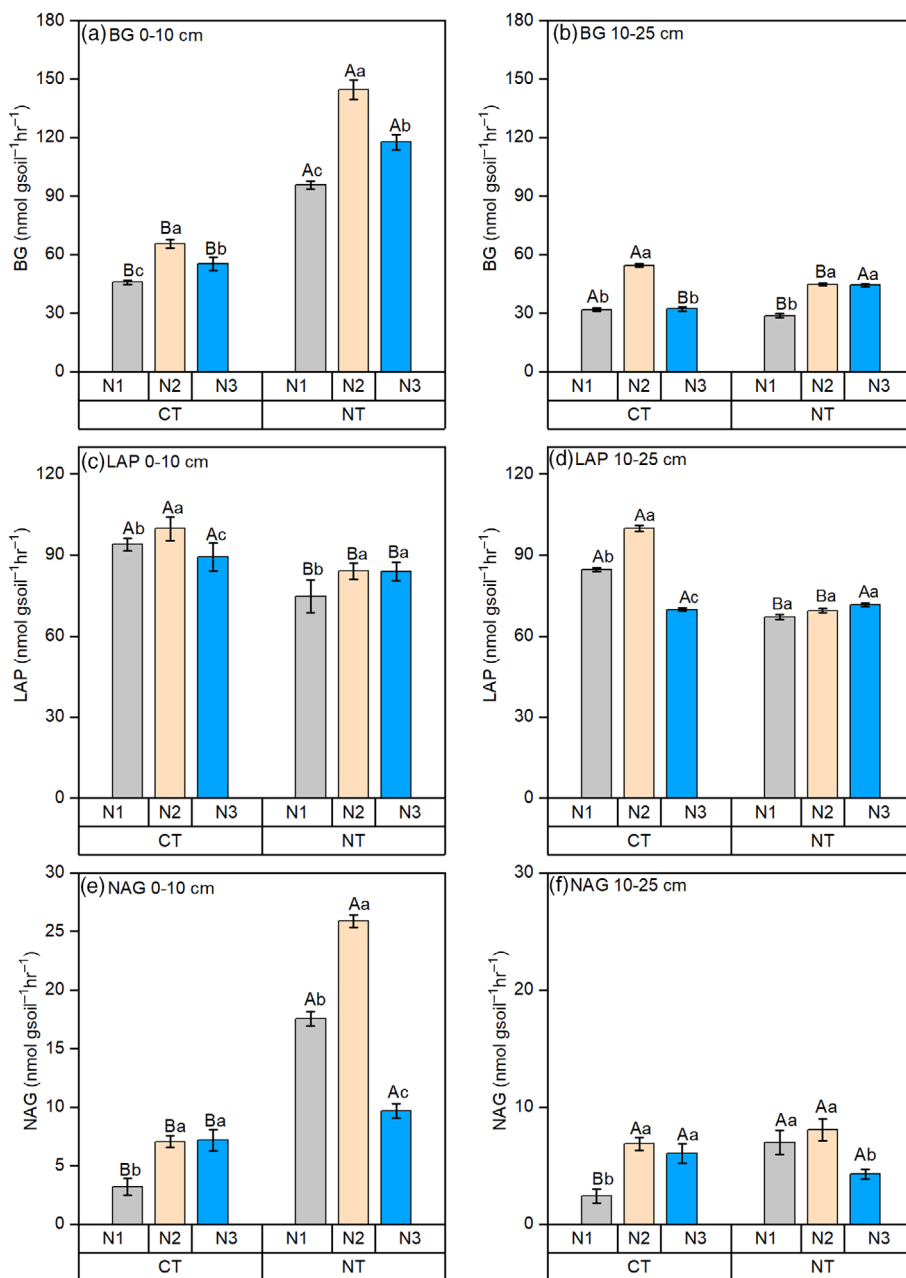 (a) BG 0-10 cm
BG (nmol gsoil⁻¹hr⁻¹)
180
150
120
90
60
30
0
Bc
Ba
Bb
Ac
Aa
Ab
N1 N2 N3 N1 N2 N3
CT NT
(b) BG 10-25 cm
BG (nmol gsoil⁻¹hr⁻¹)
180
150
120
90
60
30
0
Ab
Aa
Bb
Bb
Ba
Aa
N1 N2 N3 N1 N2 N3
CT NT
(c) LAP 0-10 cm
LAP (nmol gsoil⁻¹hr⁻¹)
120
90
60
30
0
Ab
Aa
Ac
Bb
Ba
Ba
N1 N2 N3 N1 N2 N3
CT NT
(d) LAP 10-25 cm
LAP (nmol gsoil⁻¹hr⁻¹)
120
90
60
30
0
Ab
Aa
Ac
Ba
Ba
Aa
N1 N2 N3 N1 N2 N3
CT NT
(e) NAG 0-10 cm
NAG (nmol gsoil⁻¹hr⁻¹)
30
25
20
15
10
5
0
Bb
Ba
Ba
Ab
Aa
Ac
N1 N2 N3 N1 N2 N3
CT NT
(f) NAG 10-25 cm
NAG (nmol gsoil⁻¹hr⁻¹)
30
20
10
0
Bb
Aa
Aa
Aa
Aa
Ab
N1 N2 N3 N1 N2 N3
CT NT